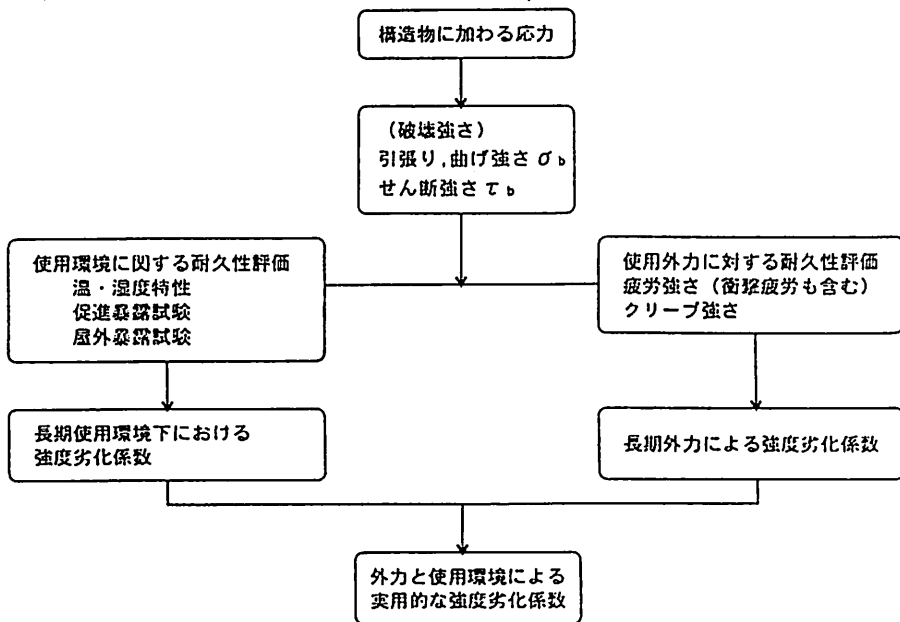 構造物に加わる応力
（破壊強さ）
引張り,曲げ強さσb
せん断強さτb
使用環境に関する耐久性評価
温・湿度特性
促進暴露試験
屋外暴露試験
使用外力に対する耐久性評価
疲労強さ（衝撃疲労も含む）
クリープ強さ
長期使用環境下における
強度劣化係数
長期外力による強度劣化係数
外力と使用環境による
実用的な強度劣化係数